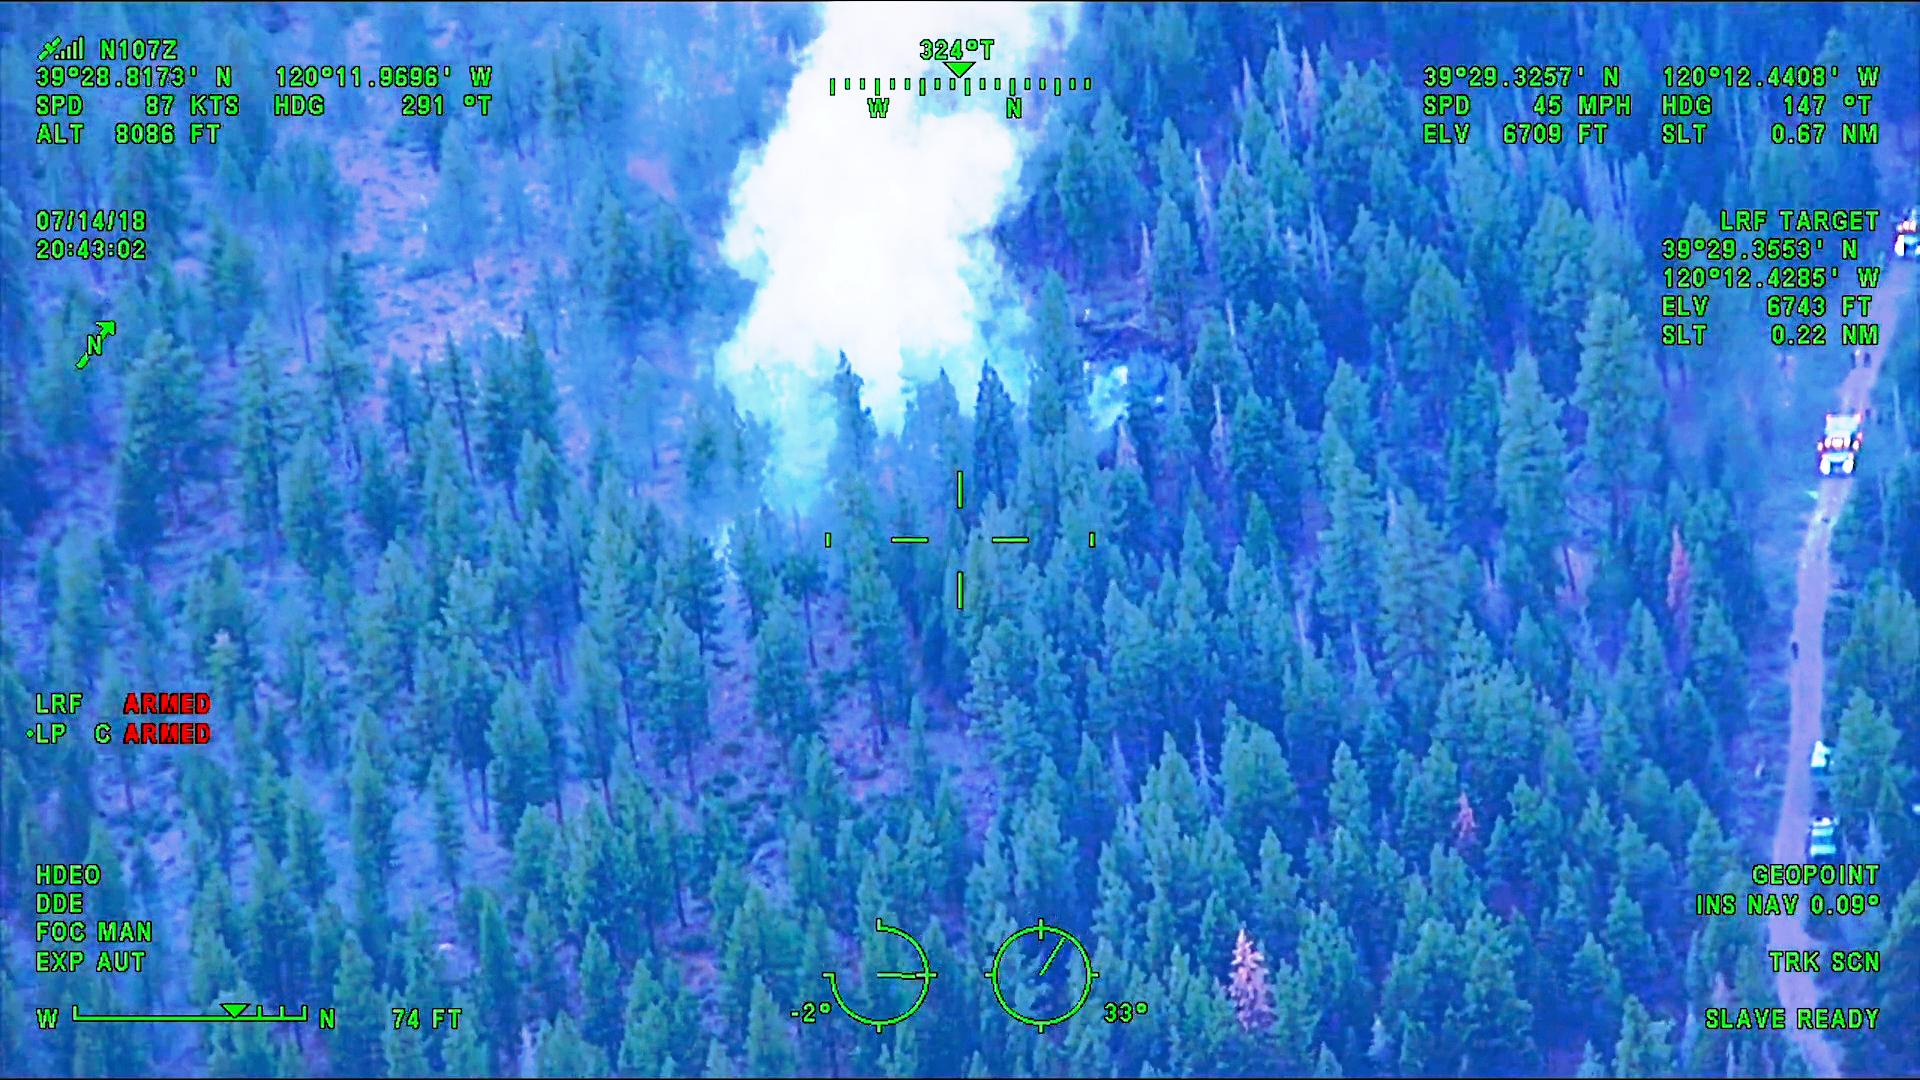 N107Z
39°28.8173' N 120°11.9696' W
SPD 87 KTS HDG 291 °T
ALT 8086 FT
324°T
W N
39°29.3257' N 120°12.4408' W
SPD 45 MPH HDG 147 °T
ELV 6709 FT SLT 0.67 NM
07/14/18
20:43:02
N
LRF TARGET
39°29.3553' N
120°12.4285' W
ELV 6743 FT
SLT 0.22 NM
LRF ARMED
LP C ARMED
HDEO
DDE
FOC MAN
EXP AUT
W N 74 FT
-2° 33°
GEOPOINT
INS NAV 0.09°
TRK SCN
SLAVE READY